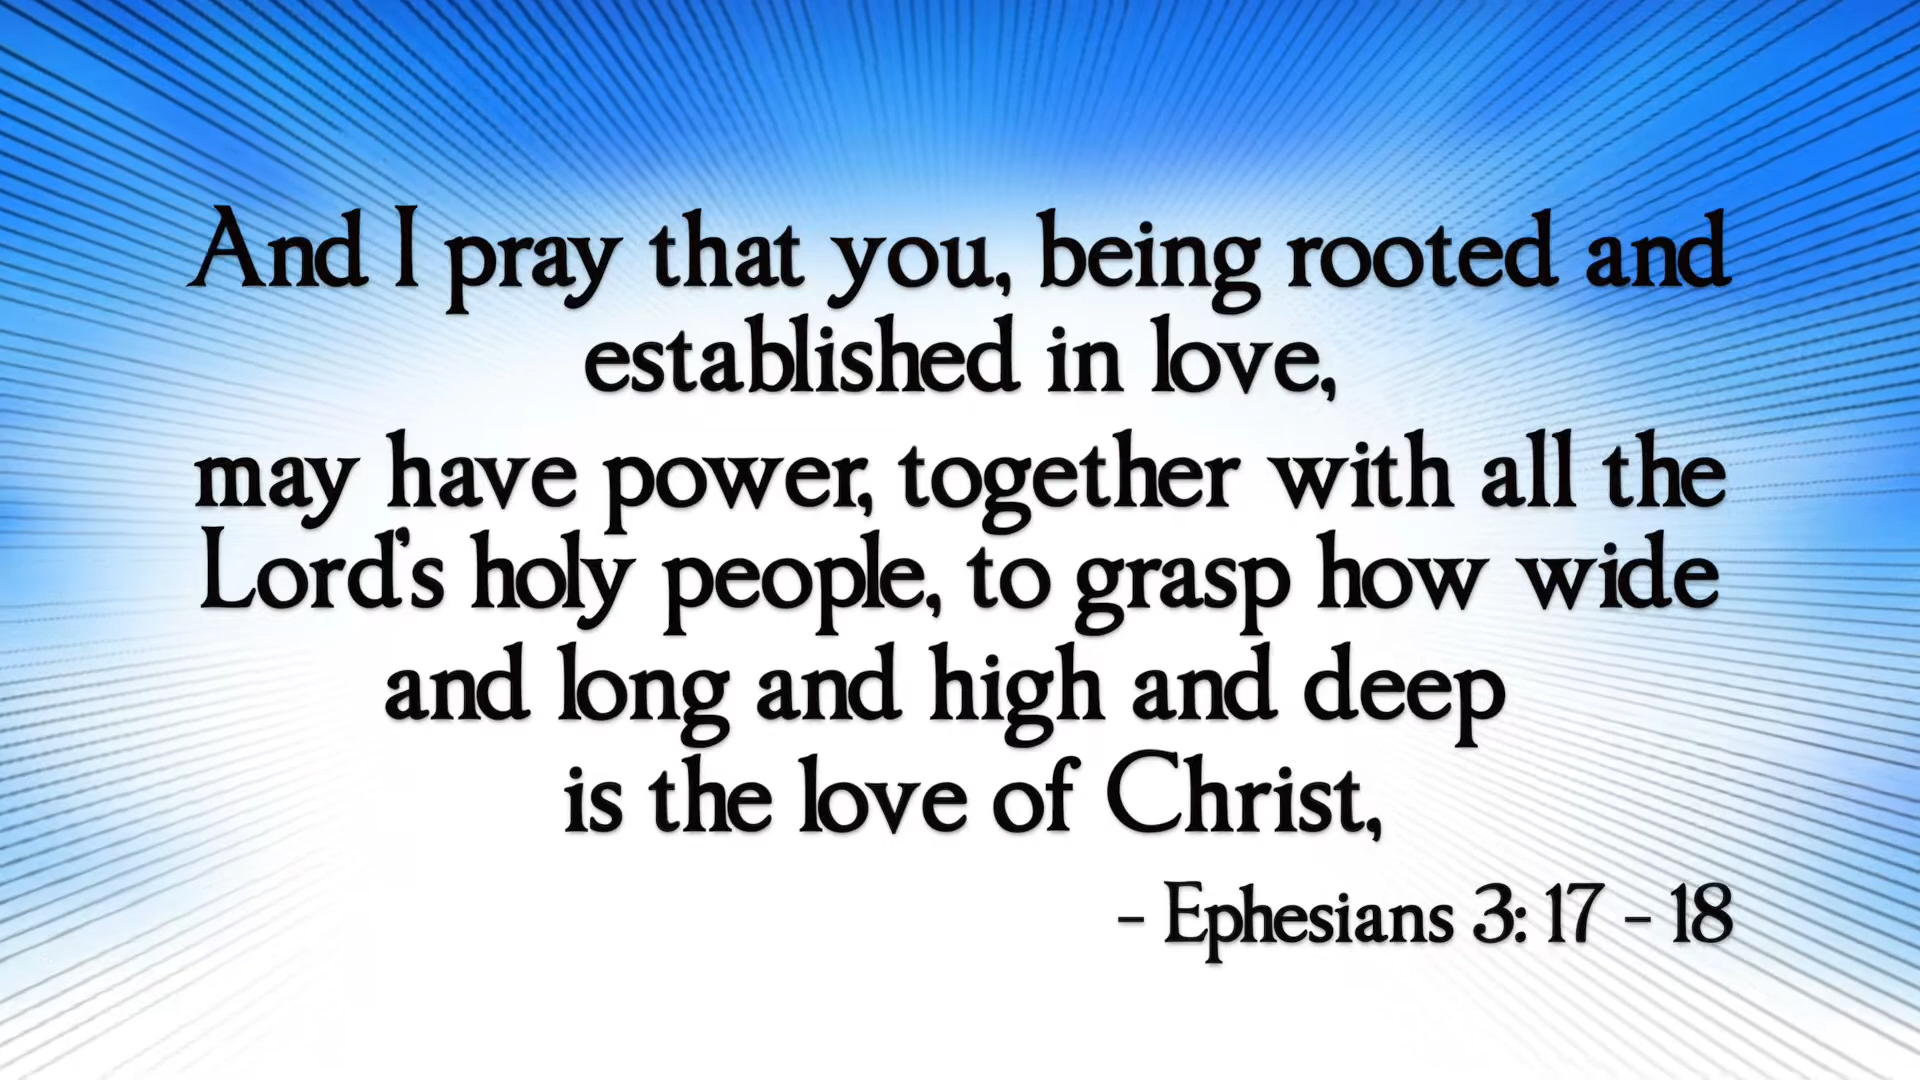 And I pray that you, being rooted and
established in love,
may have power, together with all the
Lord's holy people, to grasp how wide
and long and high and deep
is the love of Christ,
- Ephesians 3: 17 - 18